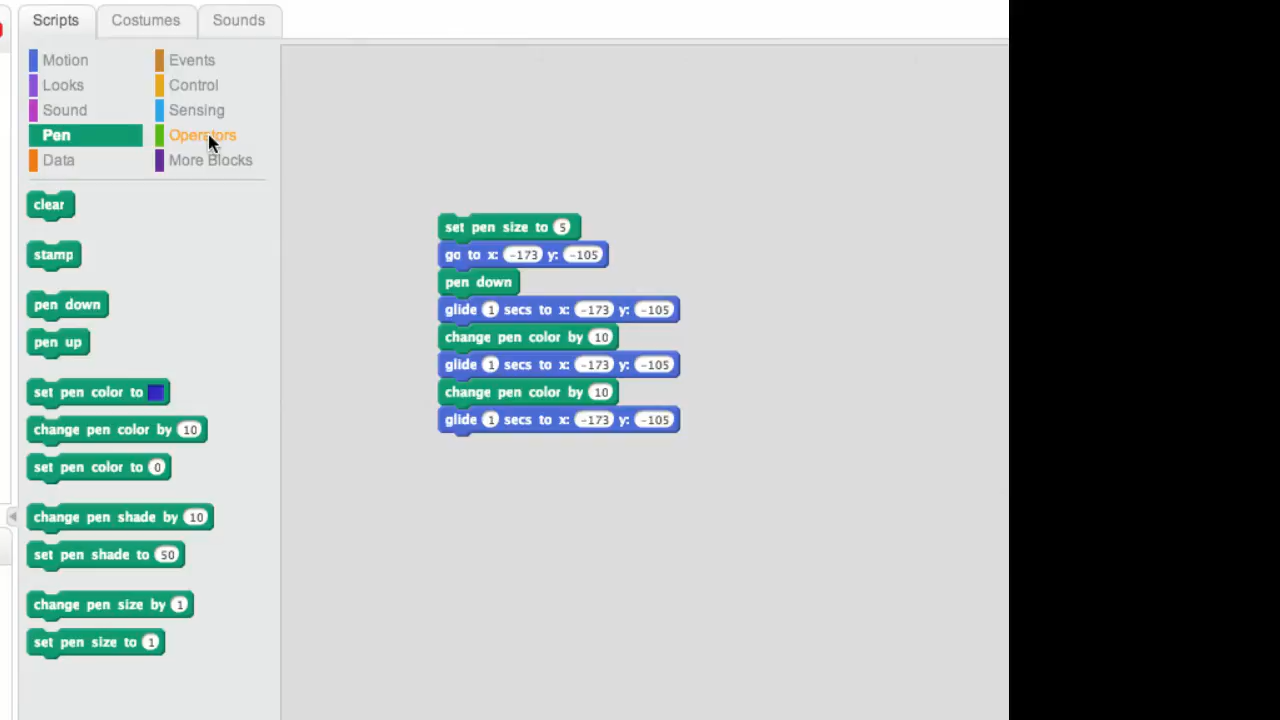 Scripts Costumes Sounds
Motion Events
Looks Control
Sound Sensing
Pen Operators
Data More Blocks
clear
stamp
pen down
pen up
set pen color to
change pen color by 10
set pen color to 0
change pen shade by 10
set pen shade to 50
change pen size by 1
set pen size to 1
set pen size to 5
go to x: -173 y: -105
pen down
glide 1 secs to x: -173 y: -105
change pen color by 10
glide 1 secs to x: -173 y: -105
change pen color by 10
glide 1 secs to x: -173 y: -105